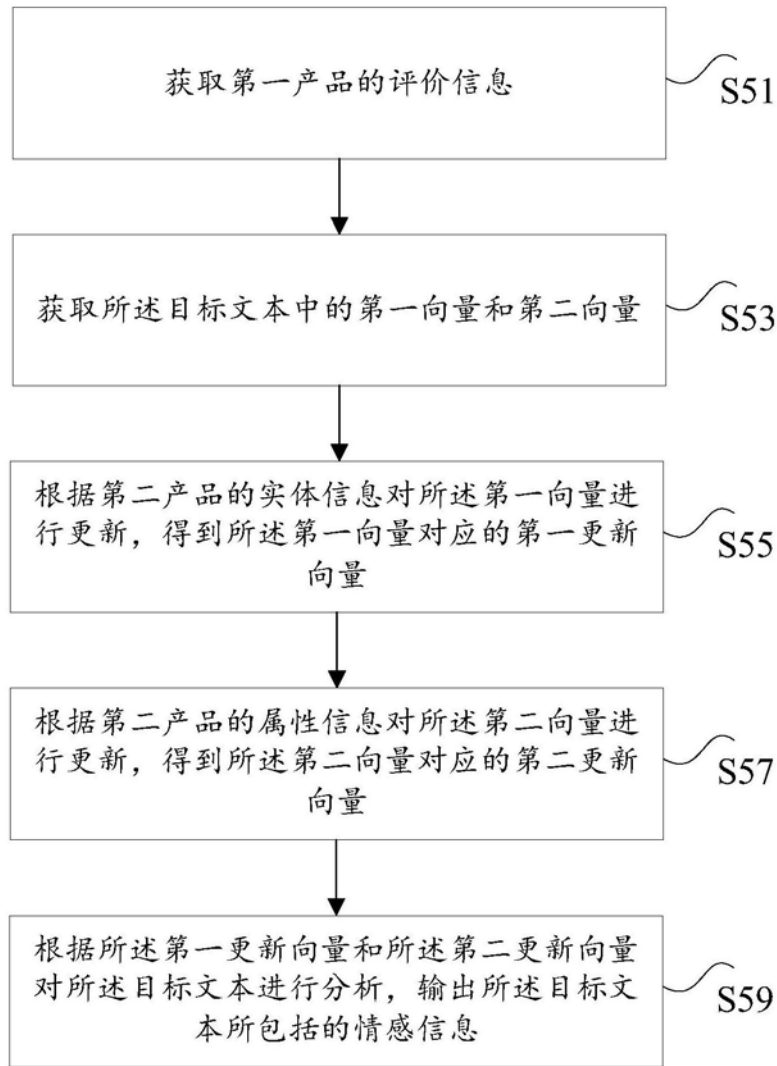 获取第一产品的评价信息
S51
获取所述目标文本中的第一向量和第二向量
S53
根据第二产品的实体信息对所述第一向量进
行更新，得到所述第一向量对应的第一更新
向量
S55
根据第二产品的属性信息对所述第二向量进
行更新，得到所述第二向量对应的第二更新
向量
S57
根据所述第一更新向量和所述第二更新向量
对所述目标文本进行分析，输出所述目标文
本所包括的情感信息
S59